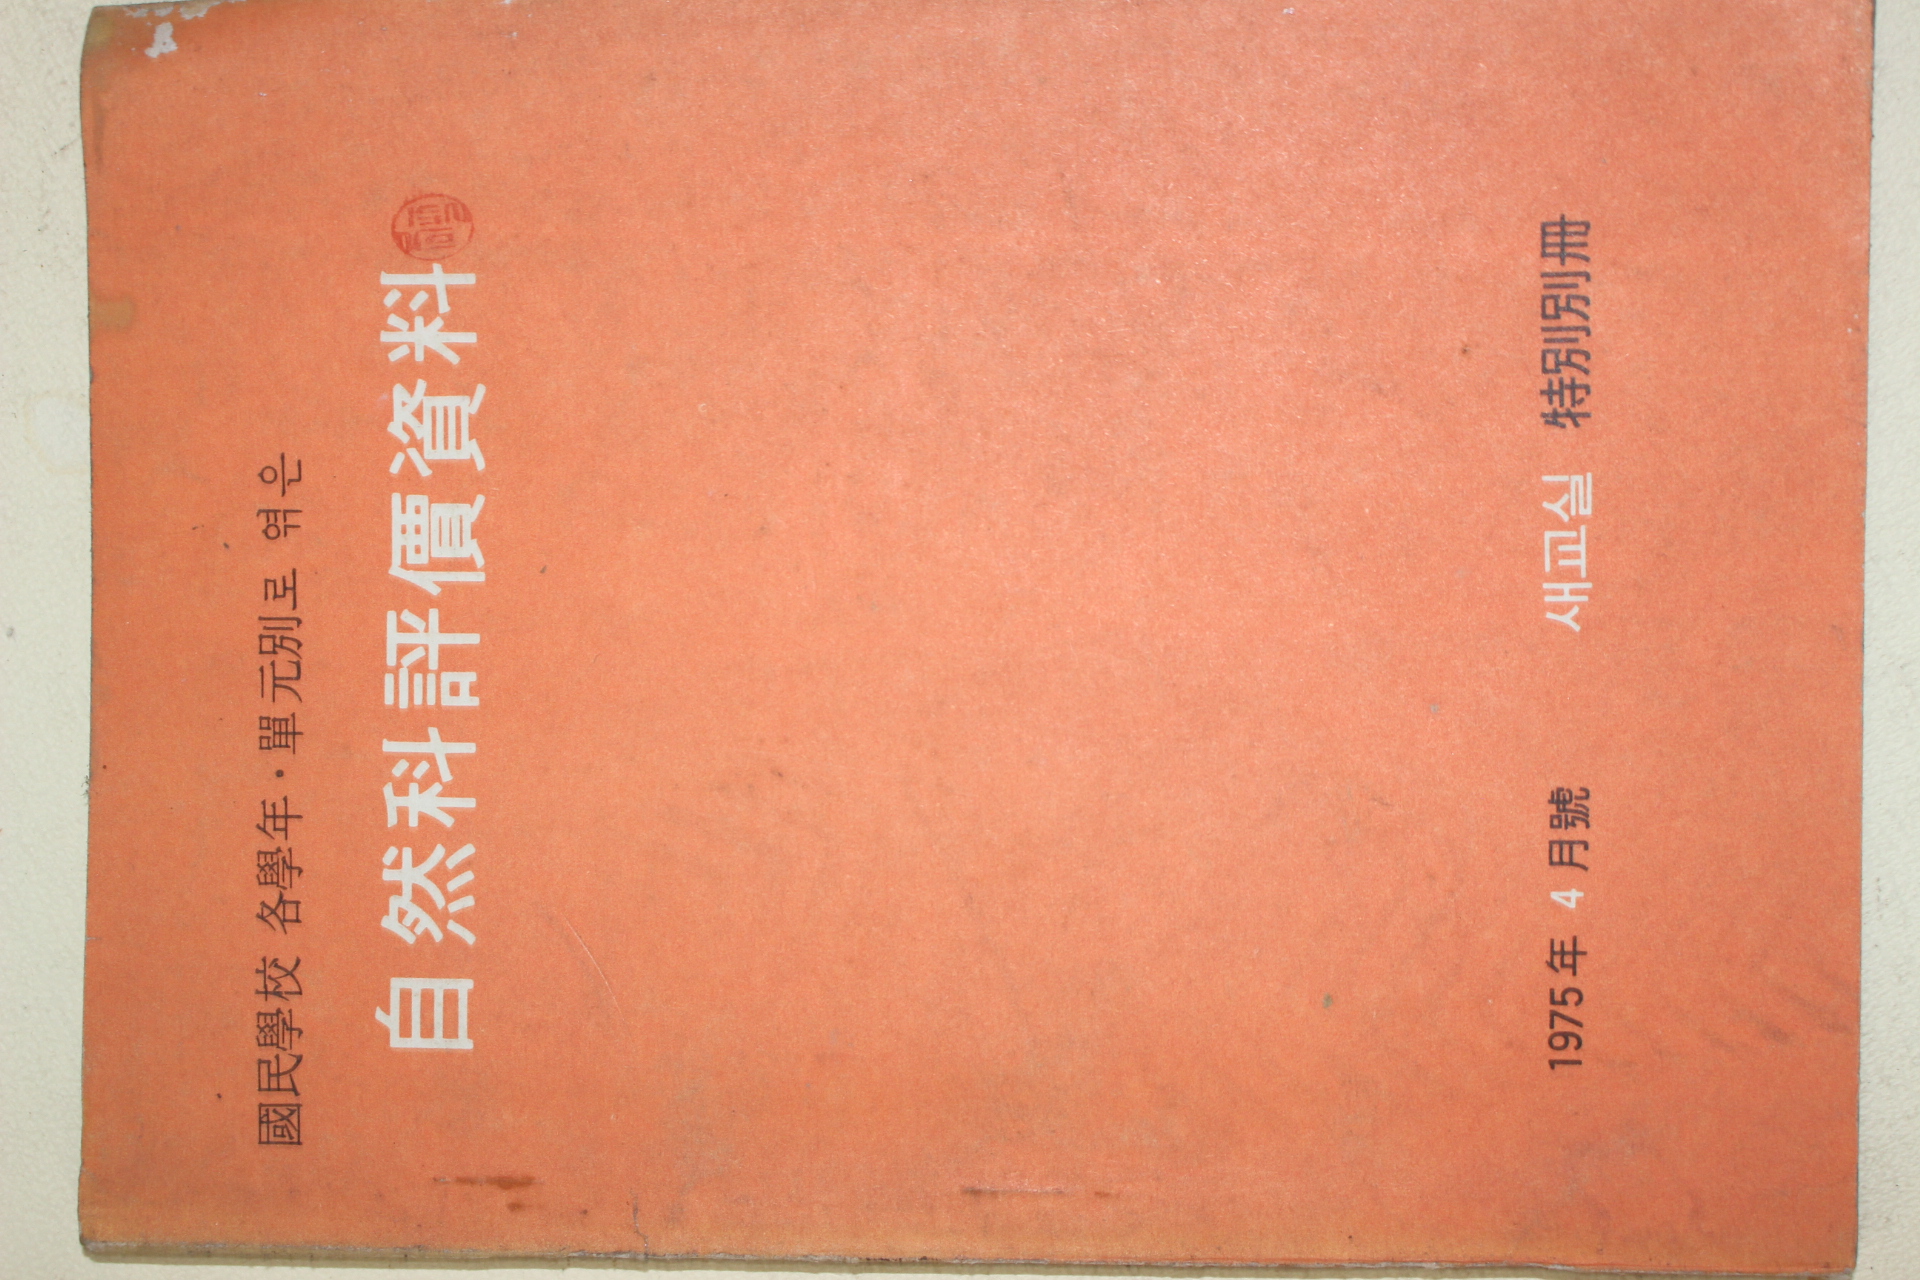 國民學校 各學年·單元別로 엮은
自然科評價資料
1975年 4 月號 새교실 特別別冊